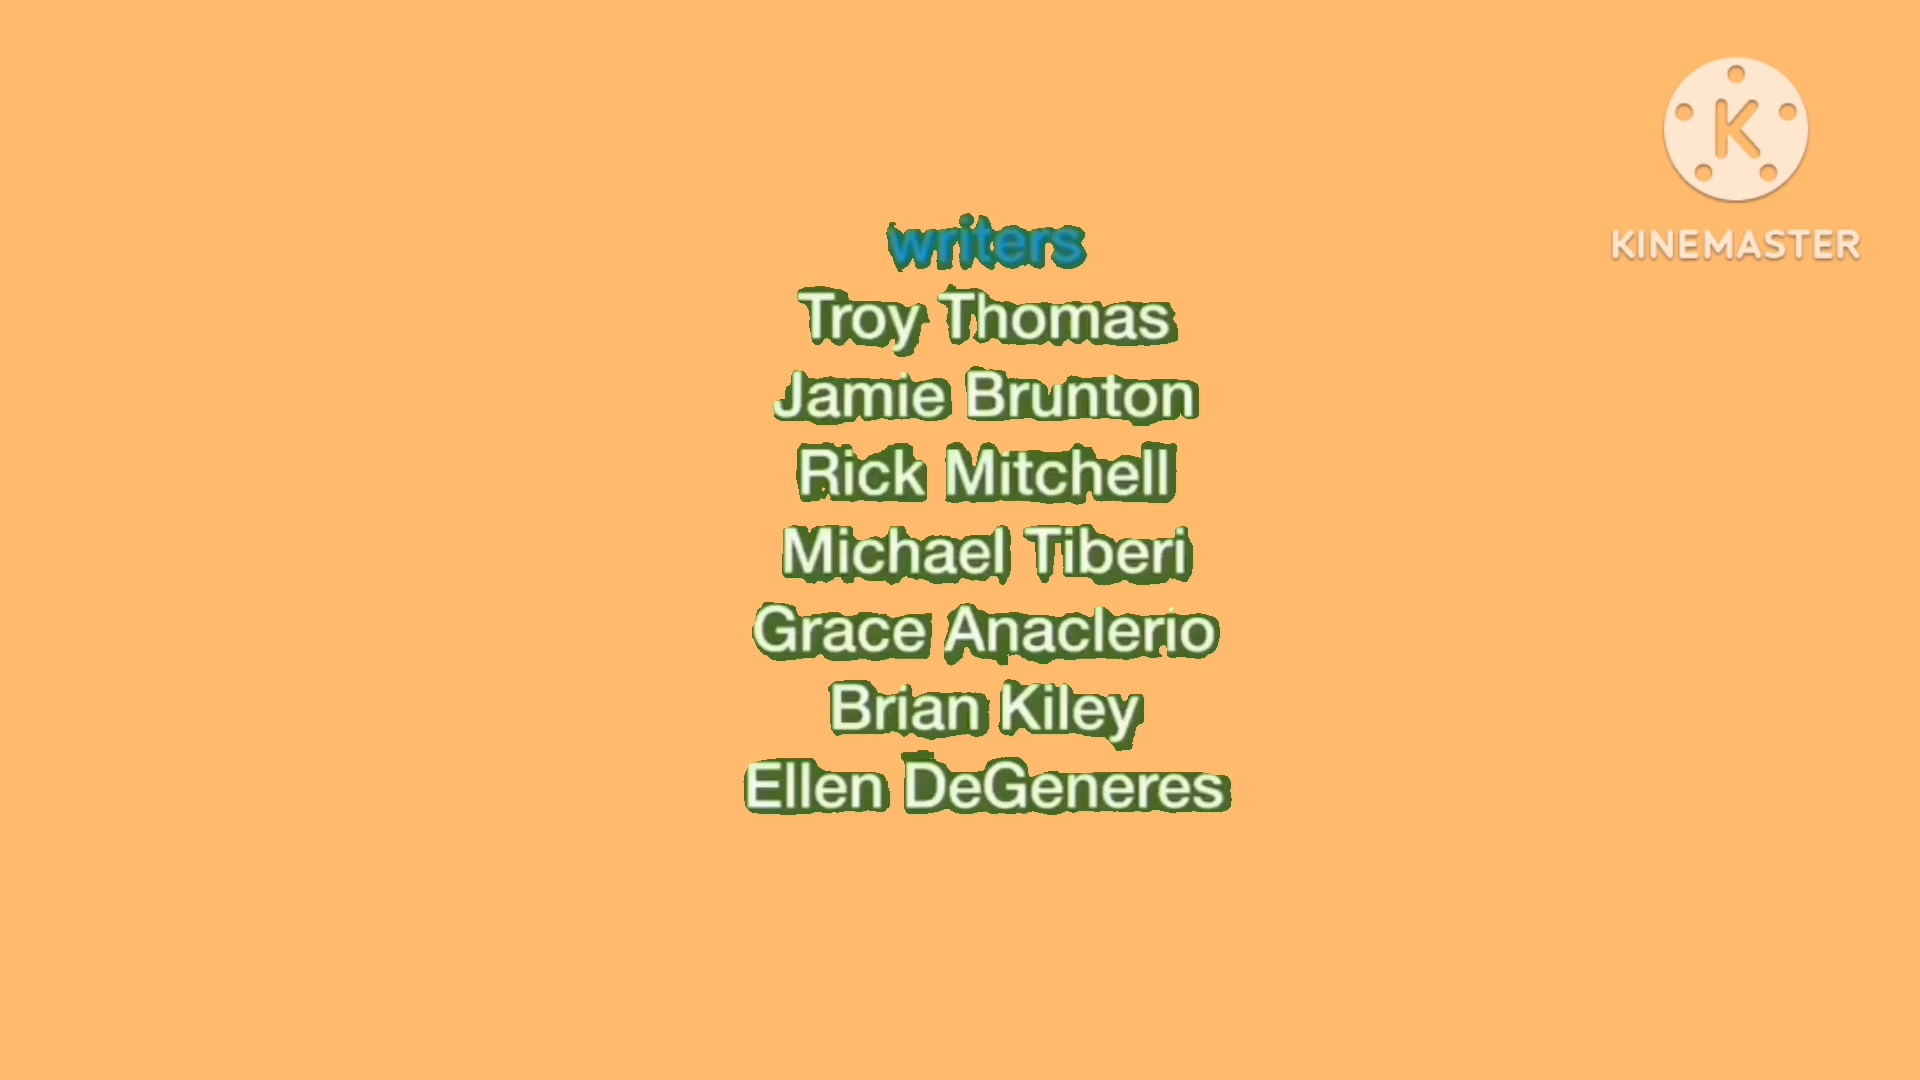 K
KINEMASTER
writers
Troy Thomas
Jamie Brunton
Rick Mitchell
Michael Tiberi
Grace Anaclerio
Brian Kiley
Ellen DeGeneres